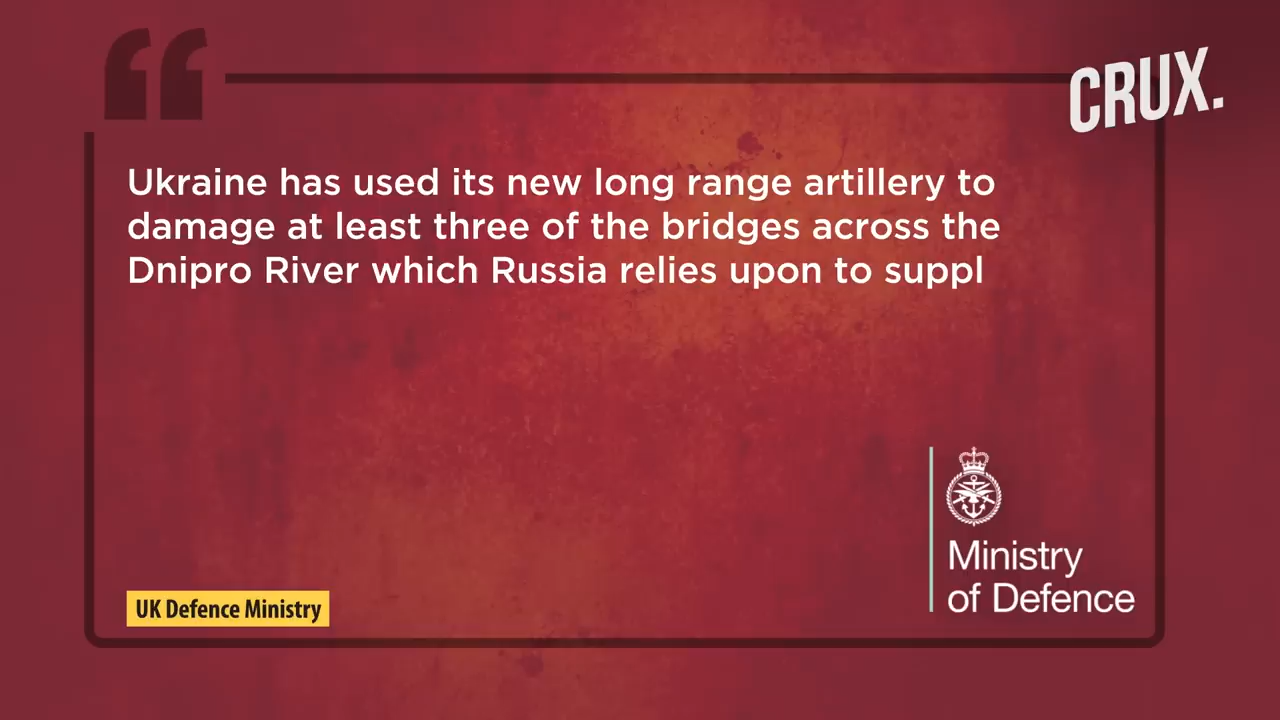 CRUX.
Ukraine has used its new long range artillery to
damage at least three of the bridges across the
Dnipro River which Russia relies upon to suppl
Ministry
of Defence
UK Defence Ministry